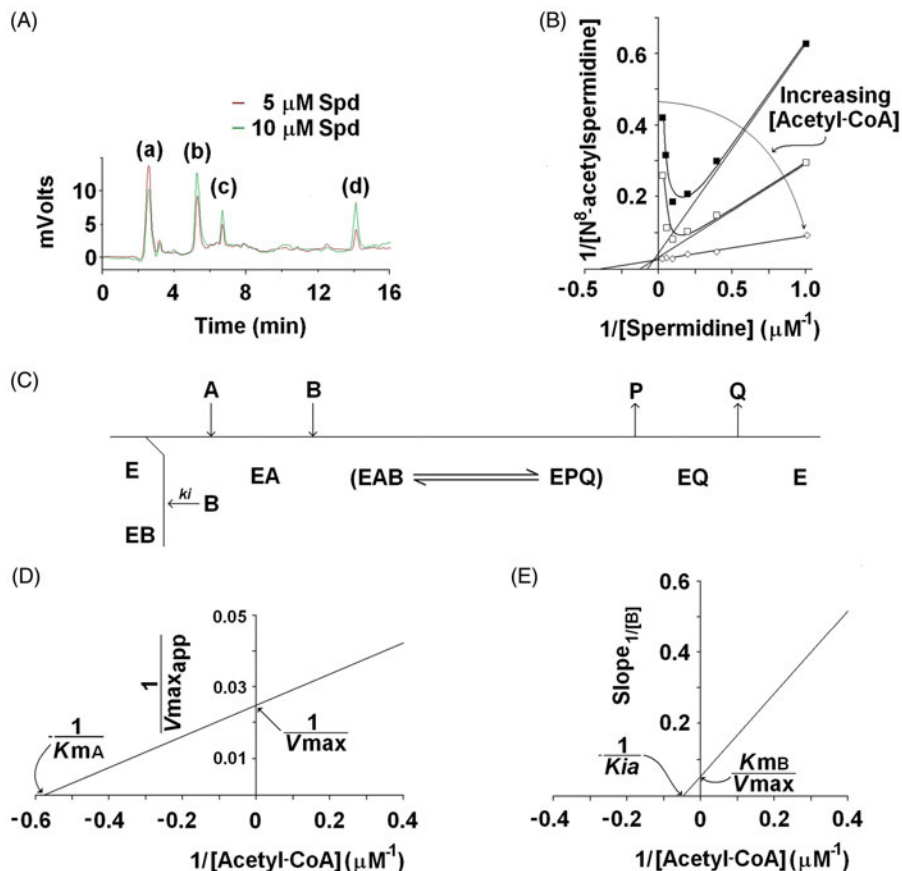 (A)
5 μM Spd
10 μM Spd
(a)
(b)
(c)
(d)
mVolts
10
5
0
0
4
8
12
16
Time (min)
(B)
0.6
0.4
0.2
0
1/[N⁸-acetylspermidine]
Increasing
[Acetyl-CoA]
-0.5
0
0.5
1.0
1/[Spermidine] (μM⁻¹)
(C)
A
B
P
Q
E
EA
(EAB
EPQ)
EQ
E
ki
B
EB
(D)
0.05
0.03
0.01
1
Vmaxapp
1
KmA
1
Vmax
-0.6
-0.4
-0.2
0
0.2
0.4
1/[Acetyl-CoA] (μM⁻¹)
(E)
Slope1/[B]
0.6
0.4
0.2
1
Kia
KmB
Vmax
-0.4
-0.2
0
0.2
0.4
1/[Acetyl-CoA] (μM⁻¹)